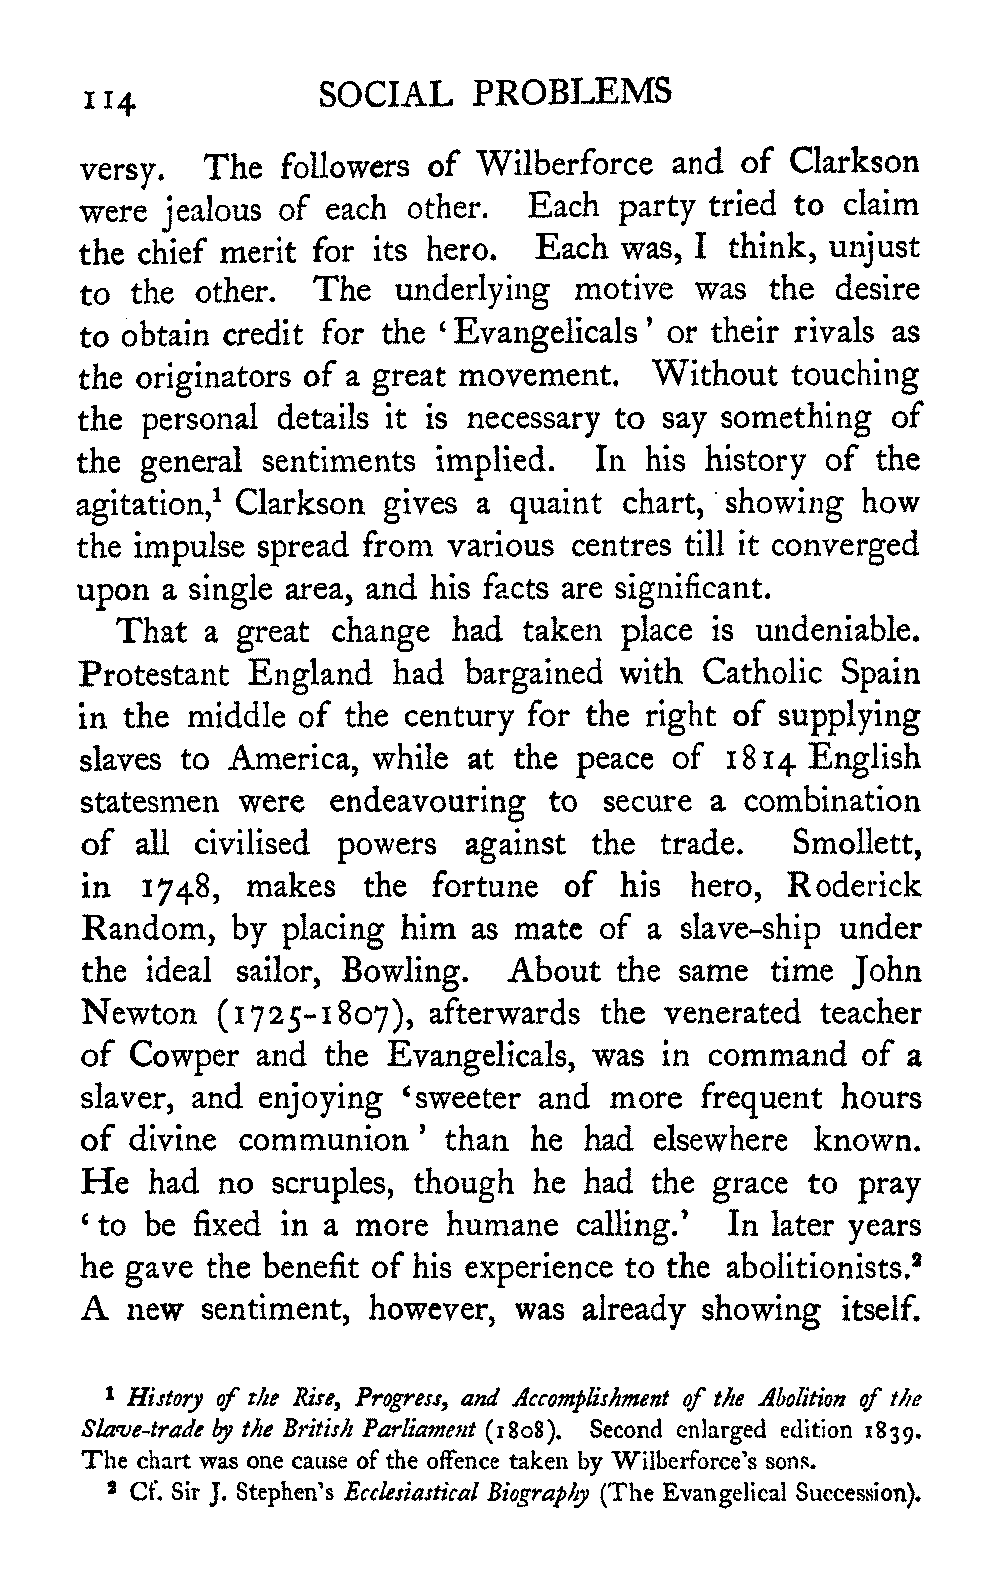 114 SOCIAL PROBLEMS
versy. The followers of Wilberforce and of Clarkson
were jealous of each other. Each party tried to claim
the chief merit for its hero. Each was, I think, unjust
to the other. The underlying motive was the desire
to obtain credit for the ‘Evangelicals’ or their rivals as
the originators of a great movement. Without touching
the personal details it is necessary to say something of
the general sentiments implied. In his history of the
agitation,¹ Clarkson gives a quaint chart, showing how
the impulse spread from various centres till it converged
upon a single area, and his facts are significant.
That a great change had taken place is undeniable.
Protestant England had bargained with Catholic Spain
in the middle of the century for the right of supplying
slaves to America, while at the peace of 1814 English
statesmen were endeavouring to secure a combination
of all civilised powers against the trade. Smollett,
in 1748, makes the fortune of his hero, Roderick
Random, by placing him as mate of a slave-ship under
the ideal sailor, Bowling. About the same time John
Newton (1725-1807), afterwards the venerated teacher
of Cowper and the Evangelicals, was in command of a
slaver, and enjoying ‘sweeter and more frequent hours
of divine communion’ than he had elsewhere known.
He had no scruples, though he had the grace to pray
‘to be fixed in a more humane calling.’ In later years
he gave the benefit of his experience to the abolitionists.²
A new sentiment, however, was already showing itself.
¹ History of the Rise, Progress, and Accomplishment of the Abolition of the
Slave-trade by the British Parliament (1808). Second enlarged edition 1839.
The chart was one cause of the offence taken by Wilberforce's sons.
² Cf. Sir J. Stephen's Ecclesiastical Biography (The Evangelical Succession).